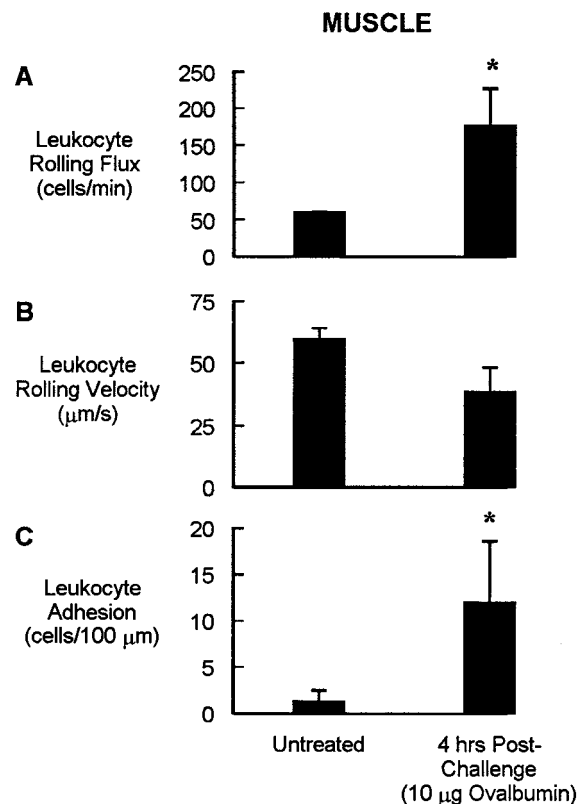 MUSCLE
A
Leukocyte
Rolling Flux
(cells/min)
250
200
150
100
50
0
*
B
Leukocyte
Rolling Velocity
(μm/s)
75
50
25
0
C
Leukocyte
Adhesion
(cells/100 μm)
20
15
10
5
0
*
Untreated
4 hrs Post-
Challenge
(10 μg Ovalbumin)